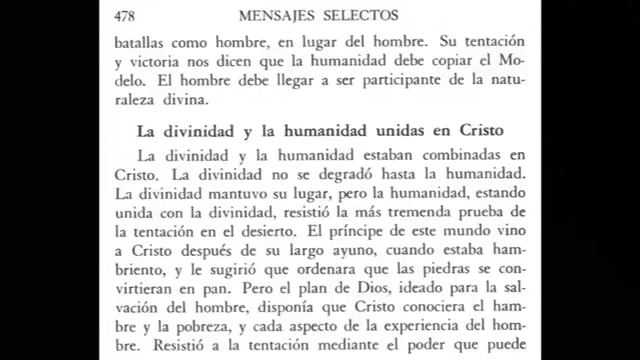 478 MENSAJES SELECTOS
batallas como hombre, en lugar del hombre. Su tentación
y victoria nos dicen que la humanidad debe copiar el Mo-
delo. El hombre debe llegar a ser participante de la natu-
raleza divina.
La divinidad y la humanidad unidas en Cristo
La divinidad y la humanidad estaban combinadas en
Cristo. La divinidad no se degradó hasta la humanidad.
La divinidad mantuvo su lugar, pero la humanidad, estando
unida con la divinidad, resistió la más tremenda prueba de
la tentación en el desierto. El príncipe de este mundo vino
a Cristo después de su largo ayuno, cuando estaba ham-
briento, y le sugirió que ordenara que las piedras se con-
virtieran en pan. Pero el plan de Dios, ideado para la sal-
vación del hombre, disponía que Cristo conociera el ham-
bre y la pobreza, y cada aspecto de la experiencia del hom-
bre. Resistió a la tentación mediante el poder que puede